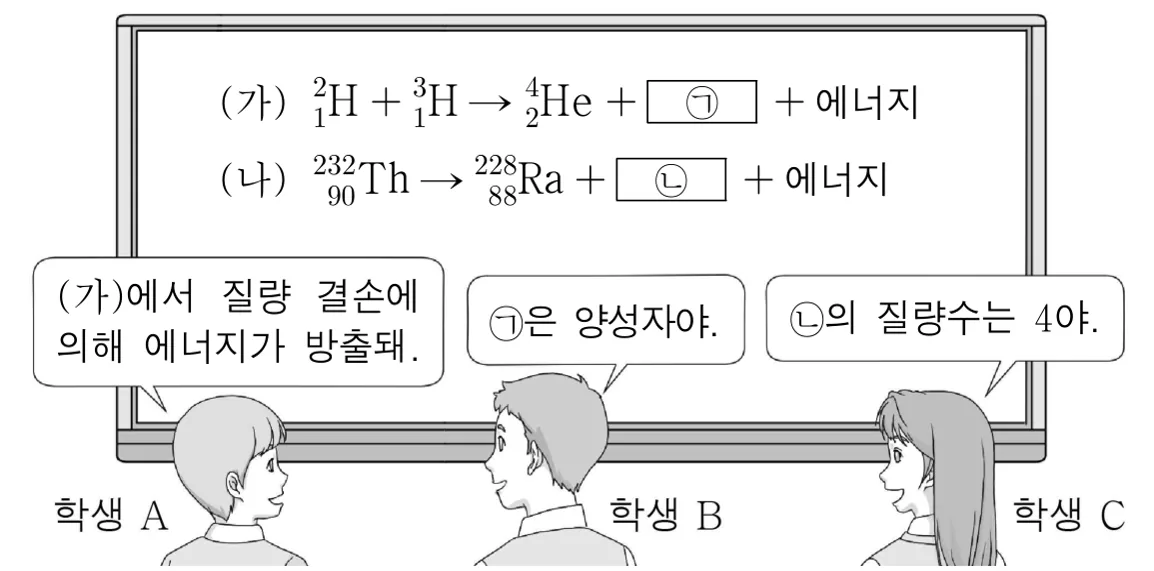 (가) ²₁H + ³₁H → ⁴₂He + ㉠ + 에너지
(나) ²³²₉₀Th → ²²⁸₈₈Ra + ㉡ + 에너지
(가)에서 질량 결손에
의해 에너지가 방출돼.
㉠은 양성자야.
㉡의 질량수는 4야.
학생 A
학생 B
학생 C